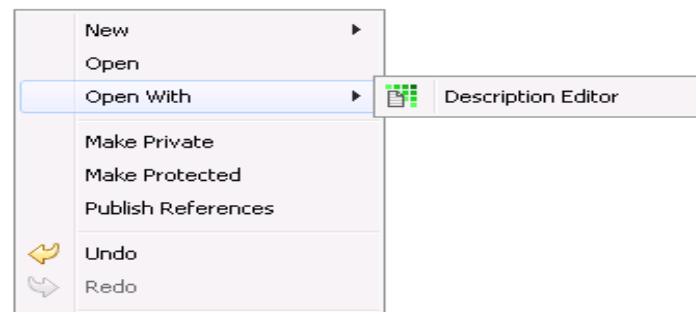 New
Open
Open With
Description Editor
Make Private
Make Protected
Publish References
Undo
Redo